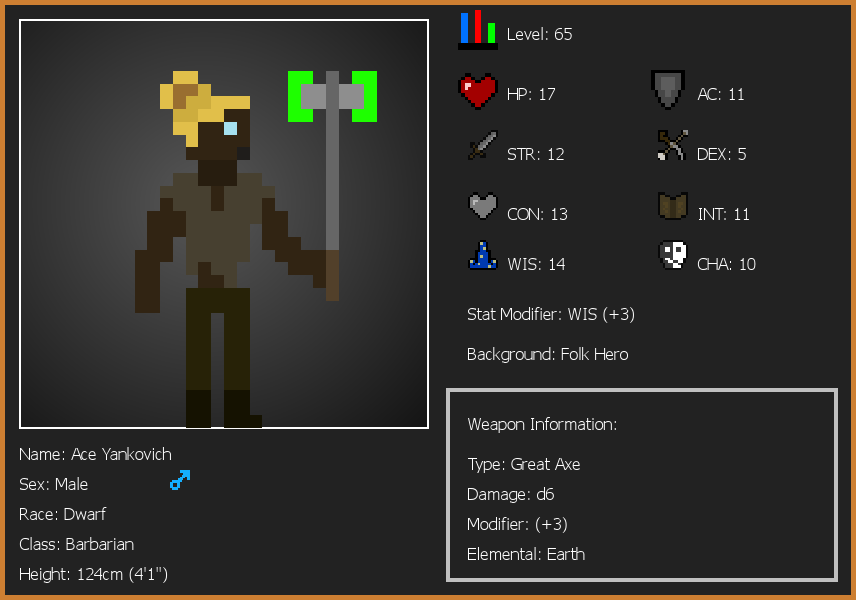 Level: 65
HP: 17
AC: 11
STR: 12
DEX: 5
CON: 13
INT: 11
WIS: 14
CHA: 10
Stat Modifier: WIS (+3)
Background: Folk Hero
Weapon Information:
Type: Great Axe
Damage: d6
Modifier: (+3)
Elemental: Earth
Name: Ace Yankovich
Sex: Male
Race: Dwarf
Class: Barbarian
Height: 124cm (4'1")